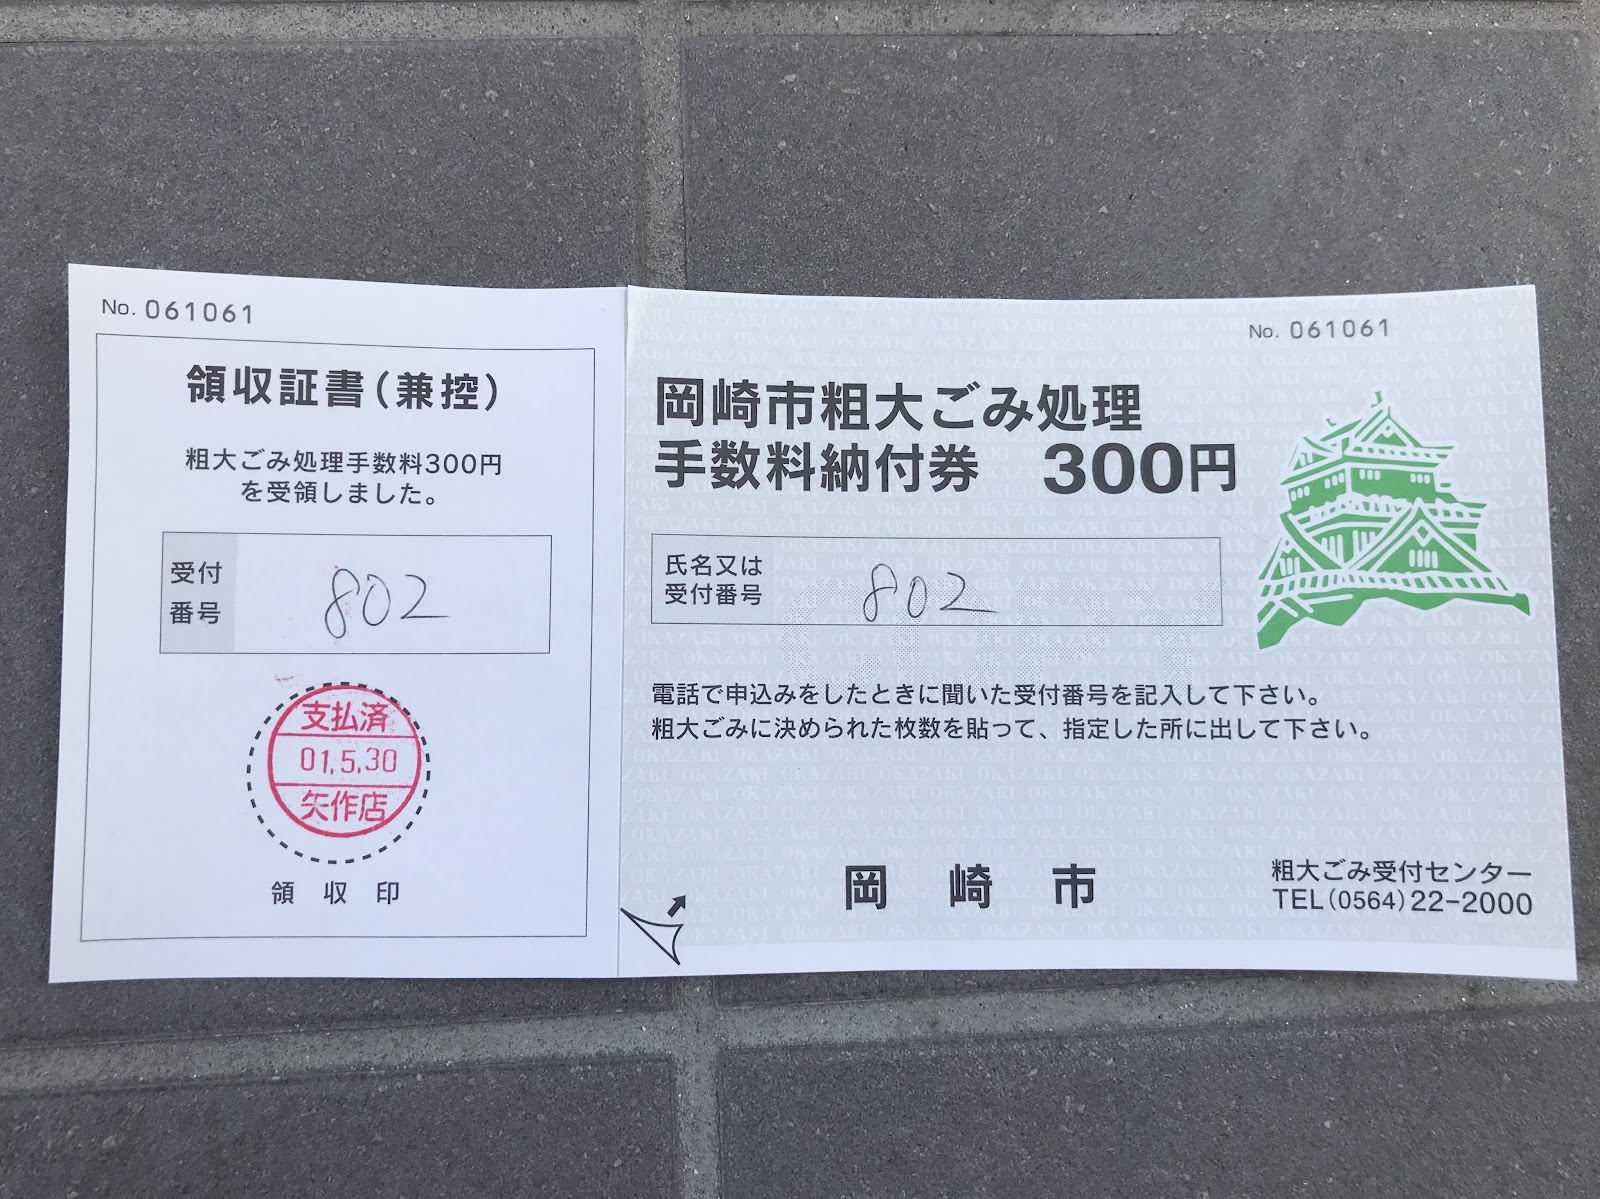 No. 061061
領収証書(兼控)
粗大ごみ処理手数料300円
を受領しました。
受付
番号
802
支払済
01.5.30
矢作店
領収印
No. 061061
岡崎市粗大ごみ処理
手数料納付券 300円
氏名又は
受付番号
802
電話で申込みをしたときに聞いた受付番号を記入して下さい。
粗大ごみに決められた枚数を貼って、指定した所に出して下さい。
岡崎市
粗大ごみ受付センター
TEL(0564)22-2000